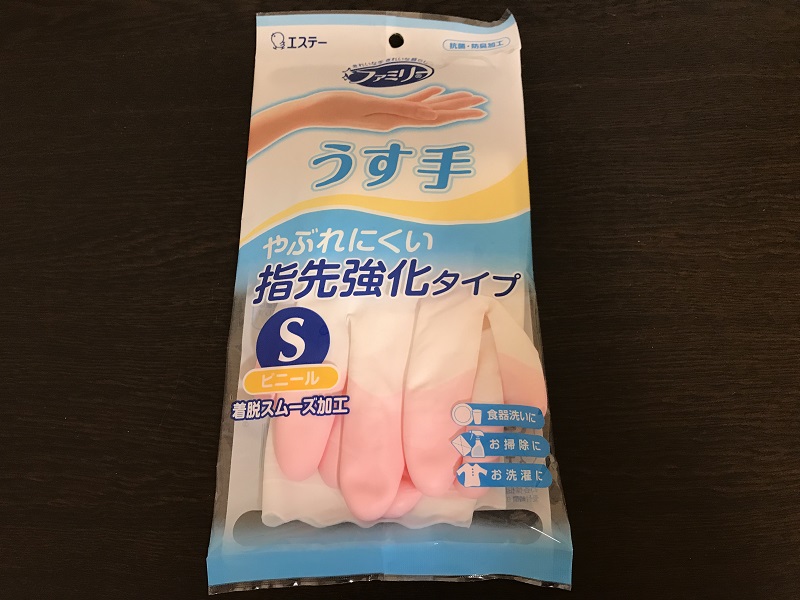 エステー
抗菌・防臭加工
ファミリー
うす手
やぶれにくい
指先強化タイプ
S
ビニール
着脱スムーズ加工
食器洗いに
お掃除に
お洗濯に